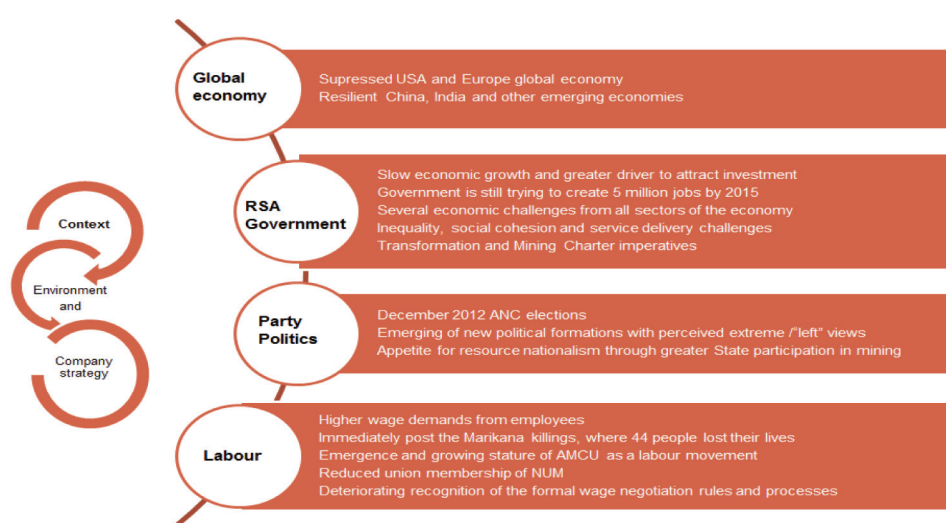 Context
Environment
and
Company
strategy
Global
economy
Supressed USA and Europe global economy
Resilient China, India and other emerging economies
RSA
Government
Slow economic growth and greater driver to attract investment
Government is still trying to create 5 million jobs by 2015
Several economic challenges from all sectors of the economy
Inequality, social cohesion and service delivery challenges
Transformation and Mining Charter imperatives
Party
Politics
December 2012 ANC elections
Emerging of new political formations with perceived extreme /“left” views
Appetite for resource nationalism through greater State participation in mining
Labour
Higher wage demands from employees
Immediately post the Marikana killings, where 44 people lost their lives
Emergence and growing stature of AMCU as a labour movement
Reduced union membership of NUM
Deteriorating recognition of the formal wage negotiation rules and processes